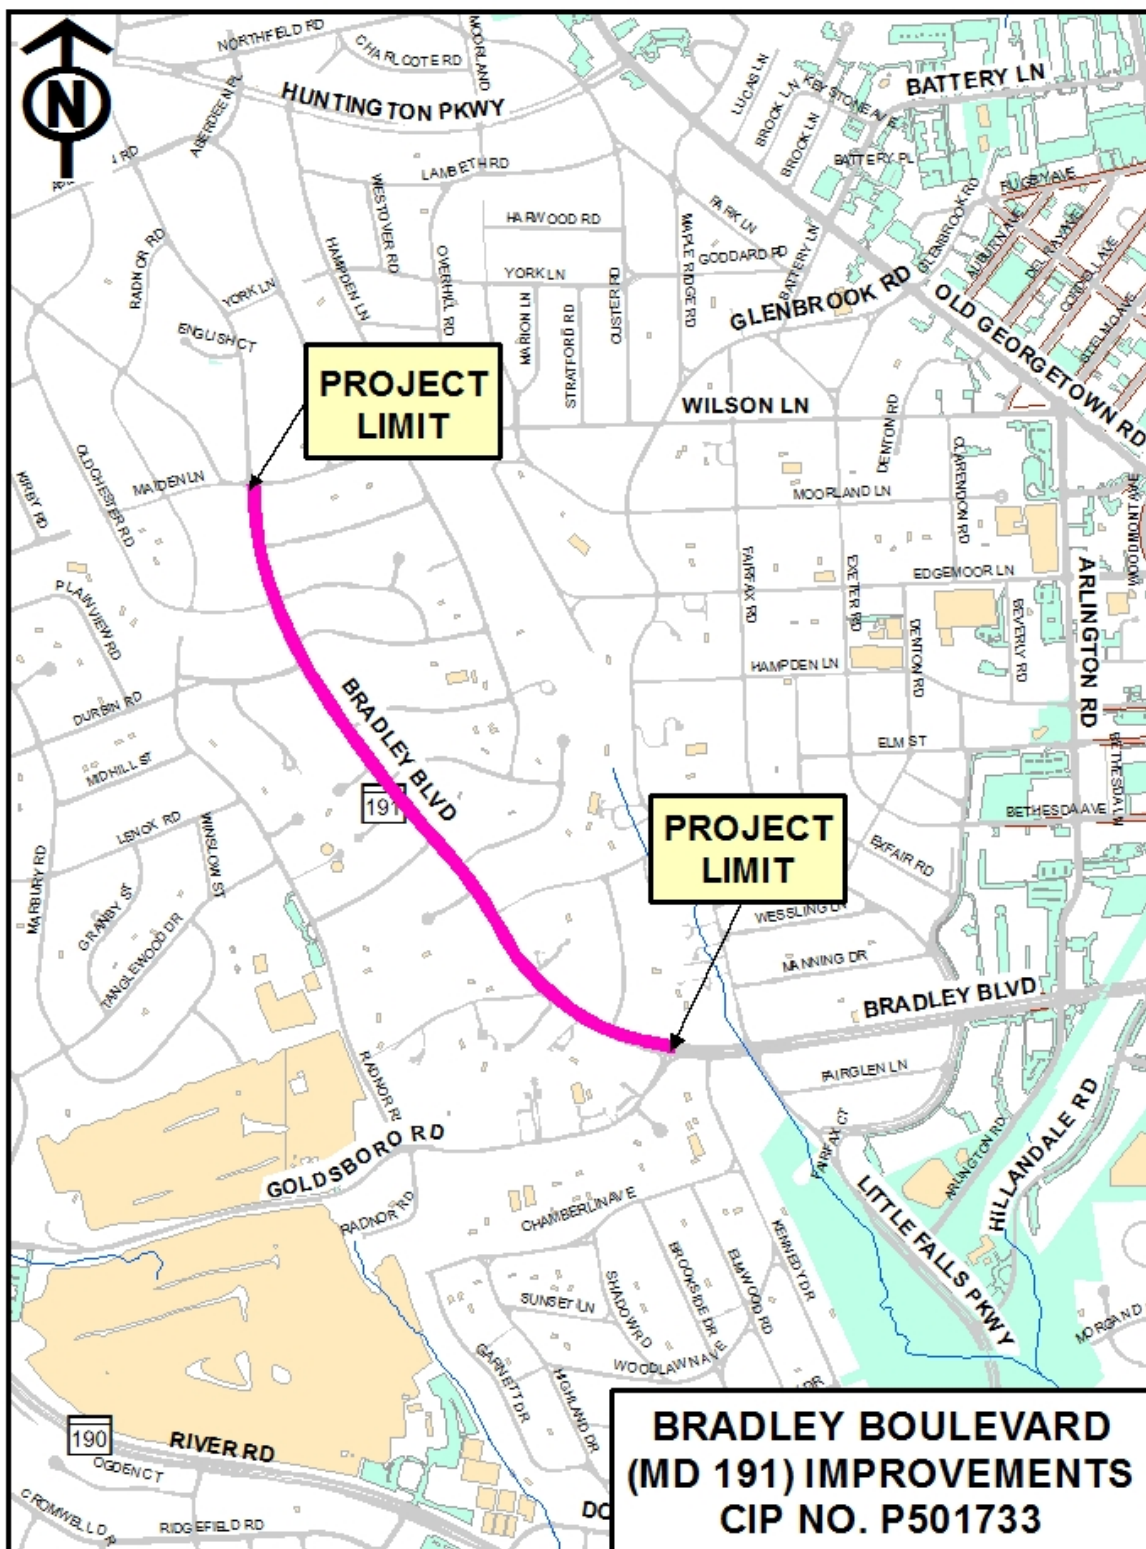 N
NORTHFIELD RD
CHARLCOTE RD
MOORLAND
HUNTINGTON PKWY
ABERDEEN PL
LUCAS LN
BROOK LN
KEYSTONE AVE
BROOK LN
BATTERY LN
BATTERY PL
RUGBY AVE
LAMBETH RD
WESTOVER RD
HARWOOD RD
MAPLE RIDGE RD
PARK LN
GODDARD RD
BATTERY LN
GLENBROOK RD
AUBURN AVE
DEL RAY AVE
CORDELL AVE
ST ELMO AVE
RADNOR RD
YORK LN
HAMPDEN LN
OVERHILL RD
YORK LN
MARION LN
STRATFORD RD
CUSTER RD
GLENBROOK RD
OLD GEORGETOWN RD
ENGLISH CT
PROJECT
LIMIT
WILSON LN
DENTON RD
CLARENDON RD
MAIDEN LN
OLDCHESTER RD
KIRBY RD
MOORLAND LN
WOODMONT AVE
PLAINVIEW RD
FAIRFAX RD
EXETER RD
EDGEMOOR LN
BEVERLY RD
ARLINGTON RD
DENTON RD
HAMPDEN LN
DURBIN RD
MIDHILL ST
BRADLEY BLVD
191
ELM ST
BETHESDA LN
BETHESDA AVE
LENOX RD
WINSLOW ST
MARBURY RD
GRANBY ST
TANGLEWOOD DR
PROJECT
LIMIT
EXFAIR RD
WESSLING LN
MANNING DR
BRADLEY BLVD
FAIRGLEN LN
RADNOR R
GOLDSBORO RD
RADNOR RD
FAIRFAX CT
ARLINGTON RD
HILLANDALE RD
LITTLE FALLS PKWY
CHAMBERLIN AVE
KENNEDY DR
ELMWOOD RD
BROOKSIDE DR
SHADOW RD
SUNSET LN
WOODLAWN AVE
GARNETT DR
HIGHLAND DR
DR
MORGAN D
190
RIVER RD
OGDEN CT
CROMWELL DR
RIDGEFIELD RD
DO
BRADLEY BOULEVARD
(MD 191) IMPROVEMENTS
CIP NO. P501733